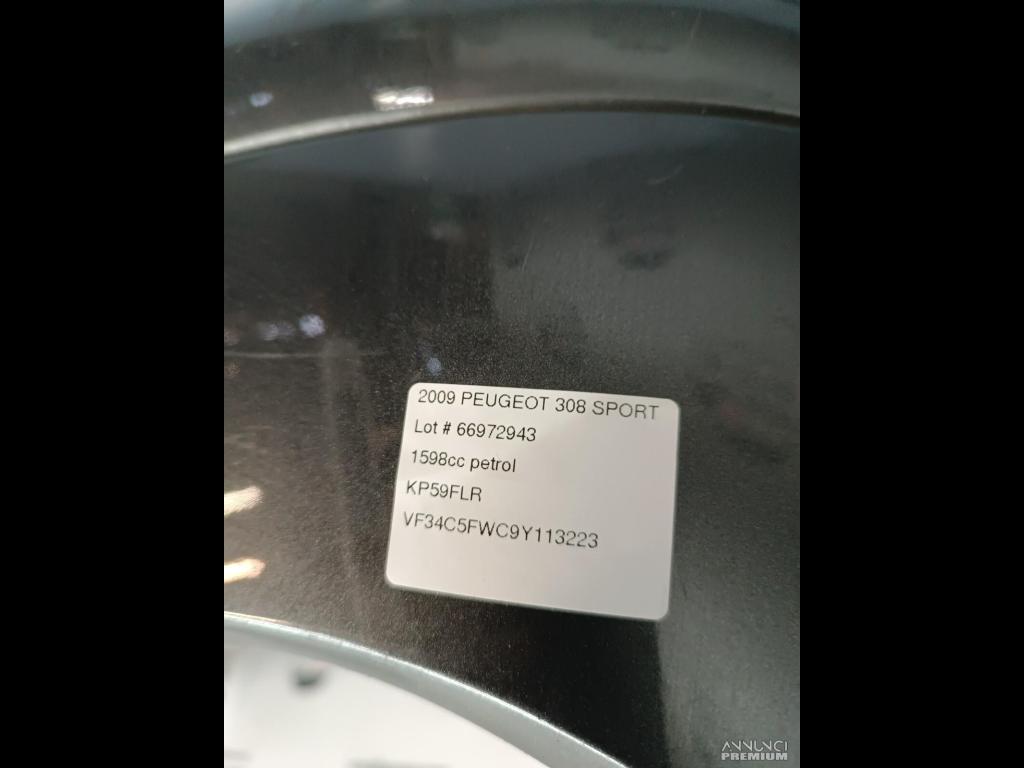 2009 PEUGEOT 308 SPORT
Lot # 66972943
1598cc petrol
KP59FLR
VF34C5FWC9Y113223
ANNUNCI
PREMIUM